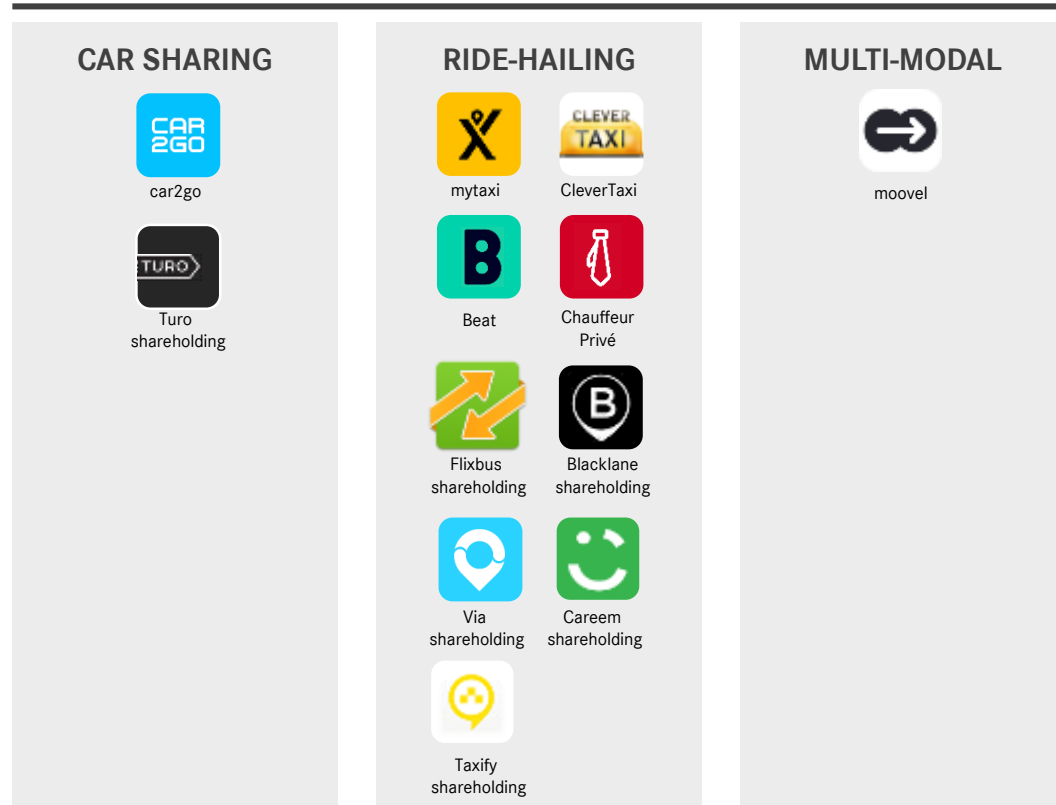 CAR SHARING
CAR
2GO
car2go
TURO
Turo
shareholding
RIDE-HAILING
mytaxi
CLEVER
TAXI
CleverTaxi
B
Beat
Chauffeur
Privé
Flixbus
shareholding
B
Blacklane
shareholding
Via
shareholding
Careem
shareholding
Taxify
shareholding
MULTI-MODAL
moovel